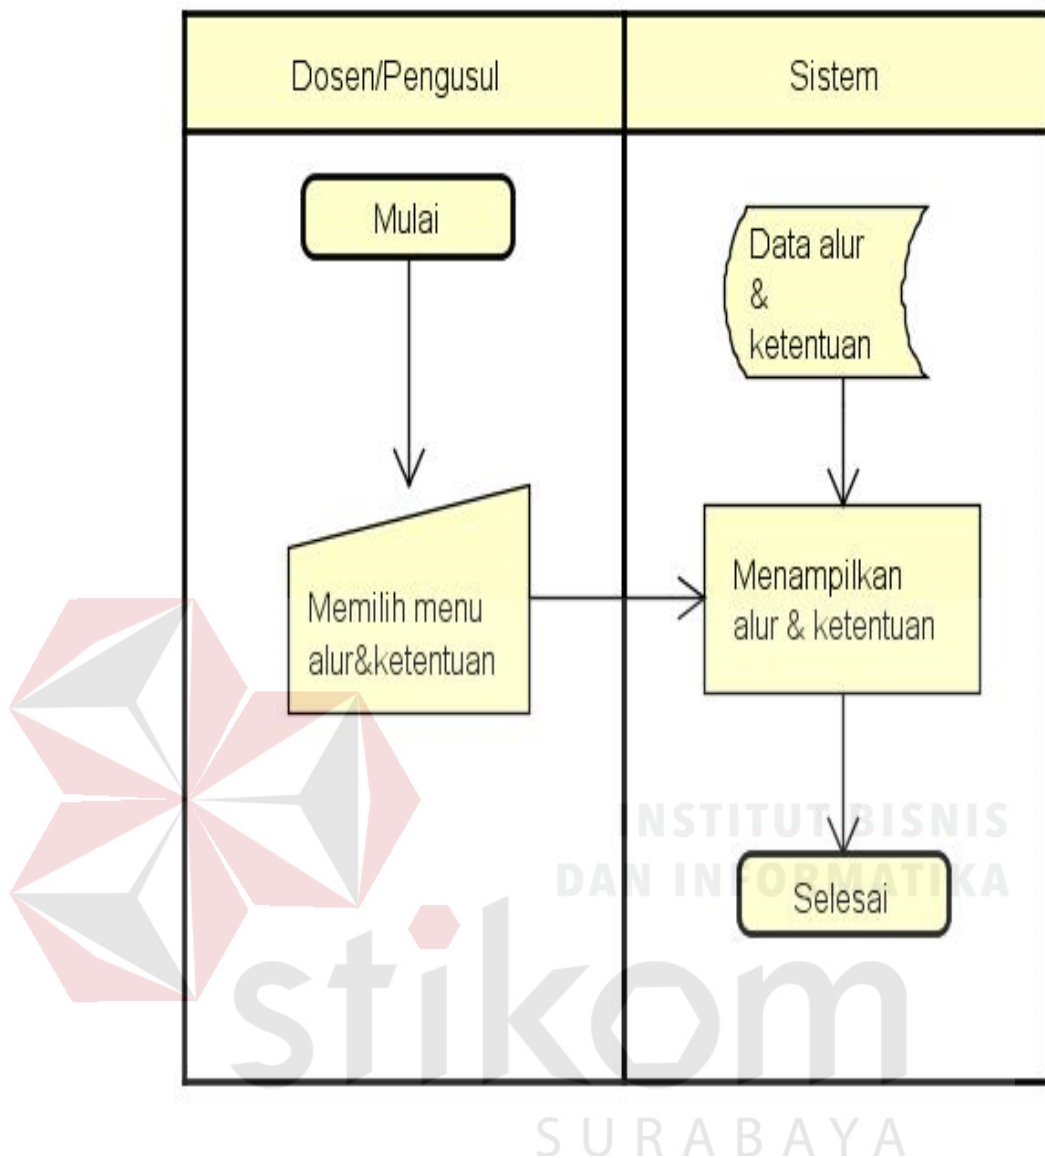 Dosen/Pengusul
Sistem
Mulai
Data alur
&
ketentuan
Memilih menu
alur&ketentuan
Menampilkan
alur & ketentuan
Selesai
INSTITUT BISNIS
DAN INFORMATIKA
stikom
SURABAYA